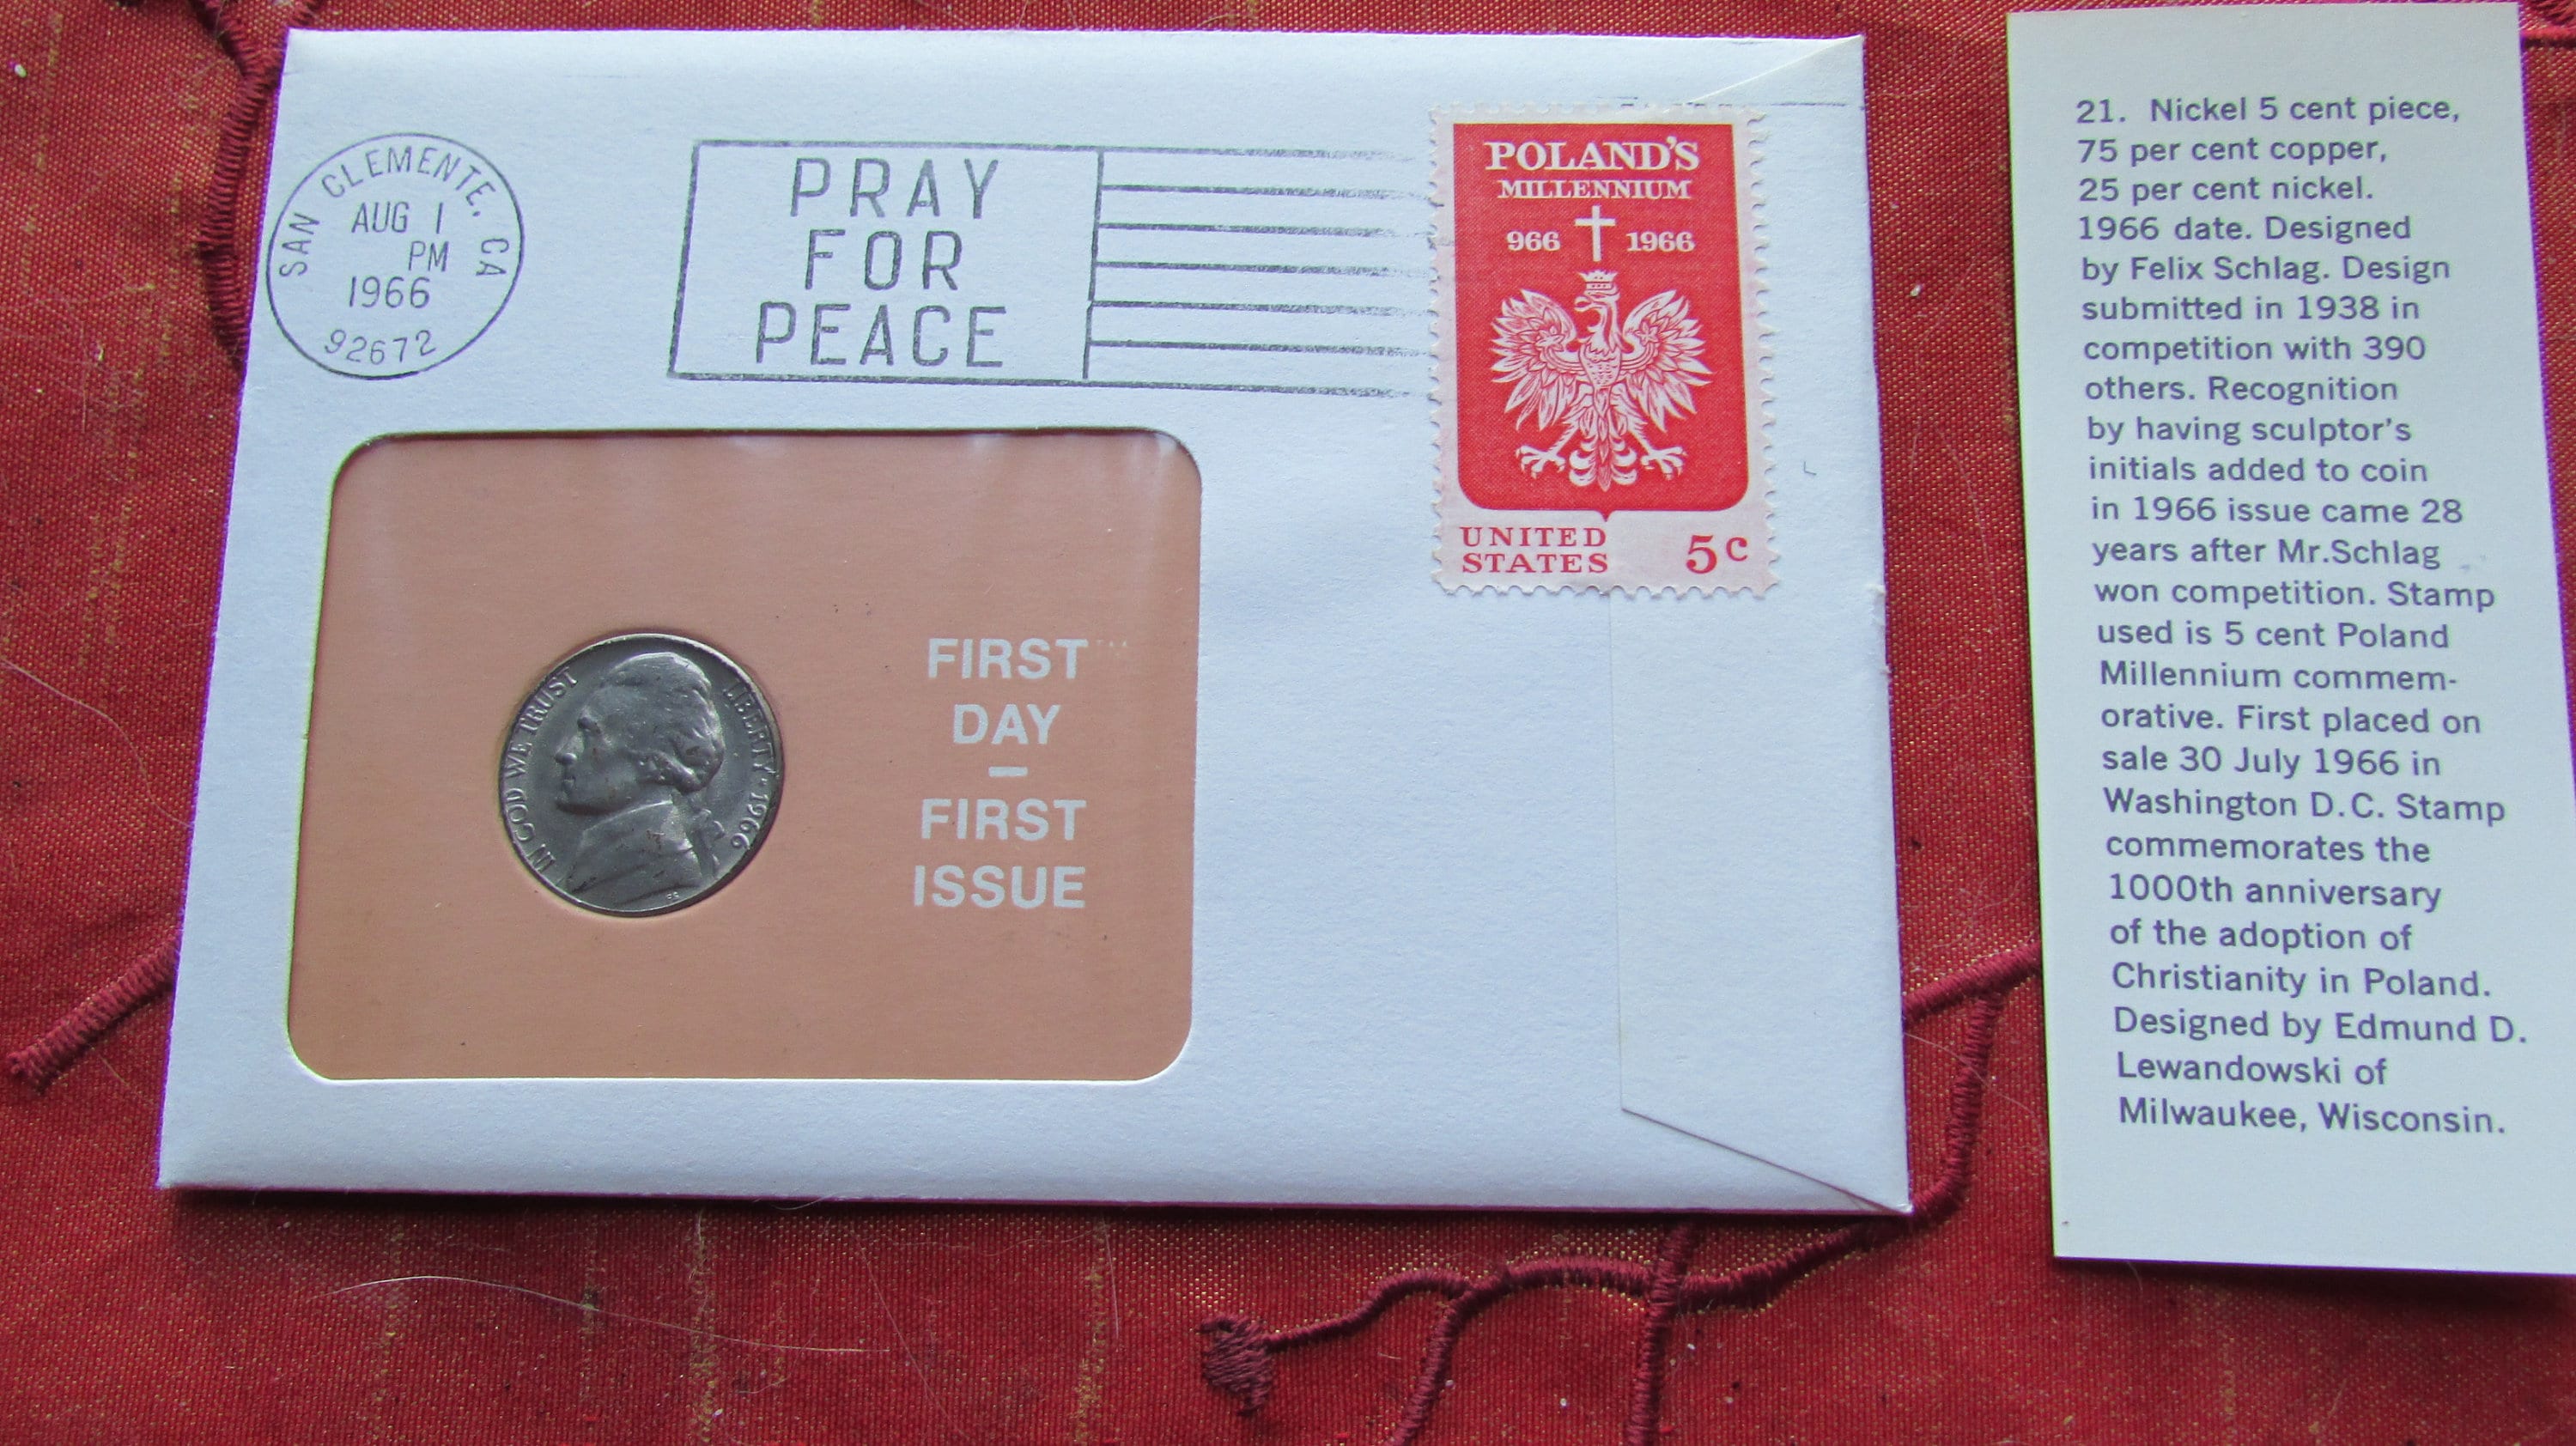 SAN CLEMENTE, CA
AUG 1
PM
1966
92672
PRAY
FOR
PEACE
POLAND'S
MILLENNIUM
966 1966
UNITED
STATES
5c
IN GOD WE TRUST
LIBERTY · 1966
FS
FIRST
DAY
–
FIRST
ISSUE
21. Nickel 5 cent piece,
75 per cent copper,
25 per cent nickel.
1966 date. Designed
by Felix Schlag. Design
submitted in 1938 in
competition with 390
others. Recognition
by having sculptor's
initials added to coin
in 1966 issue came 28
years after Mr.Schlag
won competition. Stamp
used is 5 cent Poland
Millennium commem-
orative. First placed on
sale 30 July 1966 in
Washington D.C. Stamp
commemorates the
1000th anniversary
of the adoption of
Christianity in Poland.
Designed by Edmund D.
Lewandowski of
Milwaukee, Wisconsin.